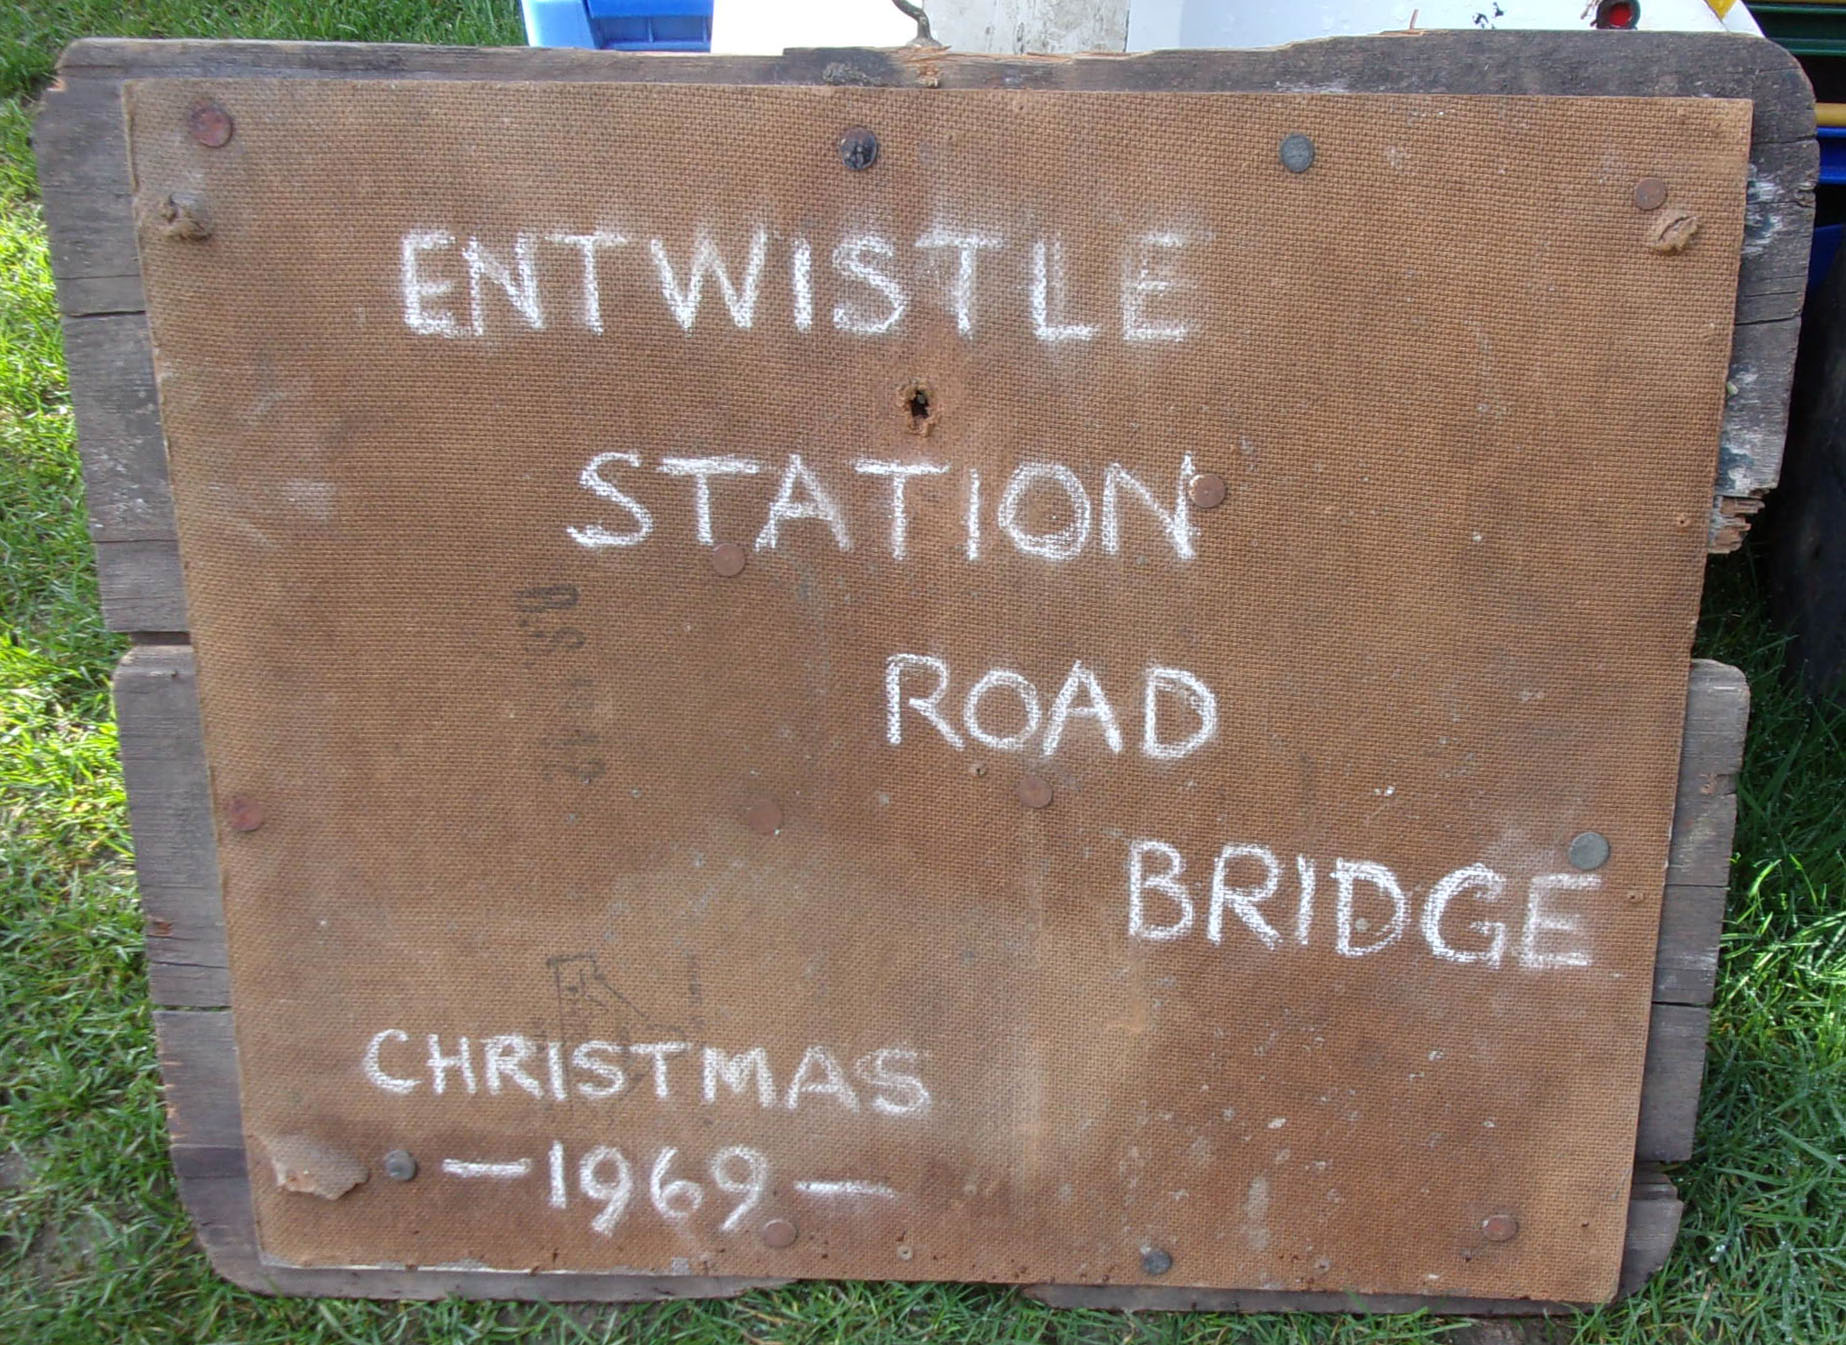 ENTWISTLE
STATION
ROAD
BRIDGE
CHRISTMAS
— 1969 —